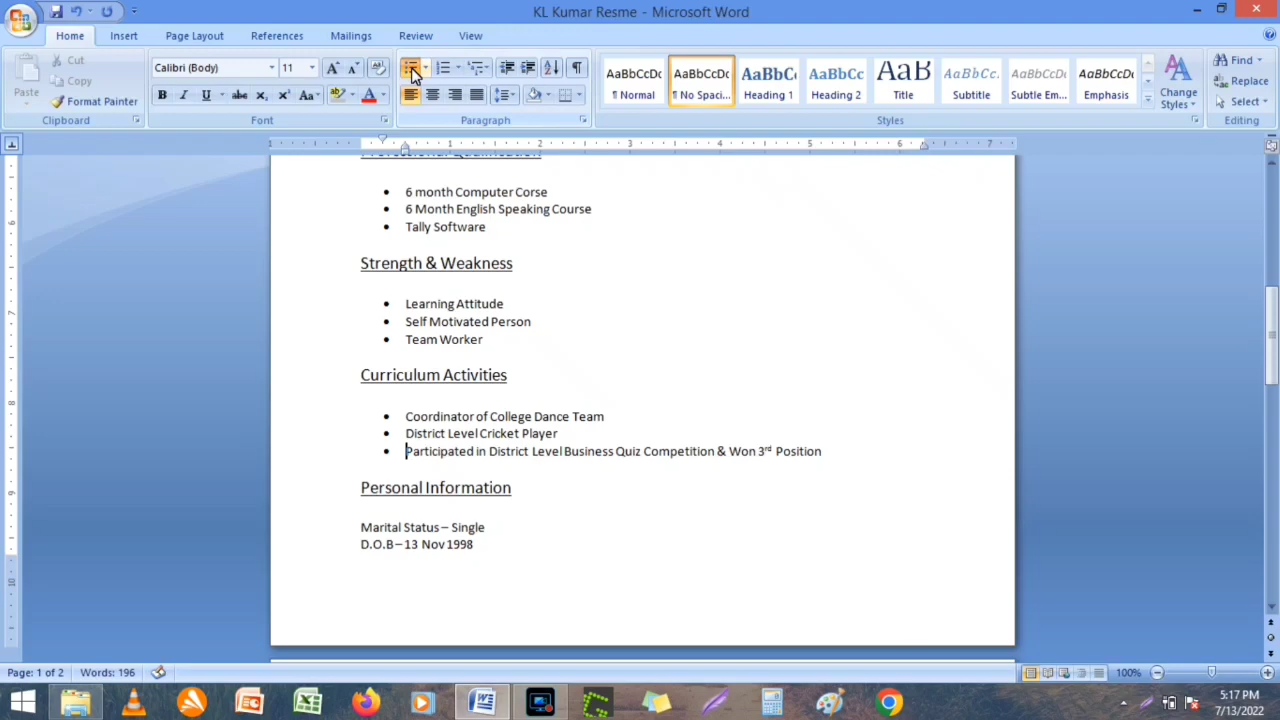 KL Kumar Resme - Microsoft Word
Home Insert Page Layout References Mailings Review View
Paste
Cut
Copy
Format Painter
Clipboard
Calibri (Body) 11
Font
Paragraph
AaBbCcDc AaBbCcDc AaBbC AaBbCc AaB AaBbCc. AaBbCcDc AaBbCcDc
¶ Normal ¶ No Spaci... Heading 1 Heading 2 Title Subtitle Subtle Em... Emphasis
Change Styles
Styles
Find
Replace
Select
Editing
Professional Qualification
• 6 month Computer Corse
• 6 Month English Speaking Course
• Tally Software
Strength & Weakness
• Learning Attitude
• Self Motivated Person
• Team Worker
Curriculum Activities
• Coordinator of College Dance Team
• District Level Cricket Player
• Participated in District Level Business Quiz Competition & Won 3rd Position
Personal Information
Marital Status – Single
D.O.B – 13 Nov 1998
Page: 1 of 2 Words: 196 100%
5:17 PM
7/13/2022